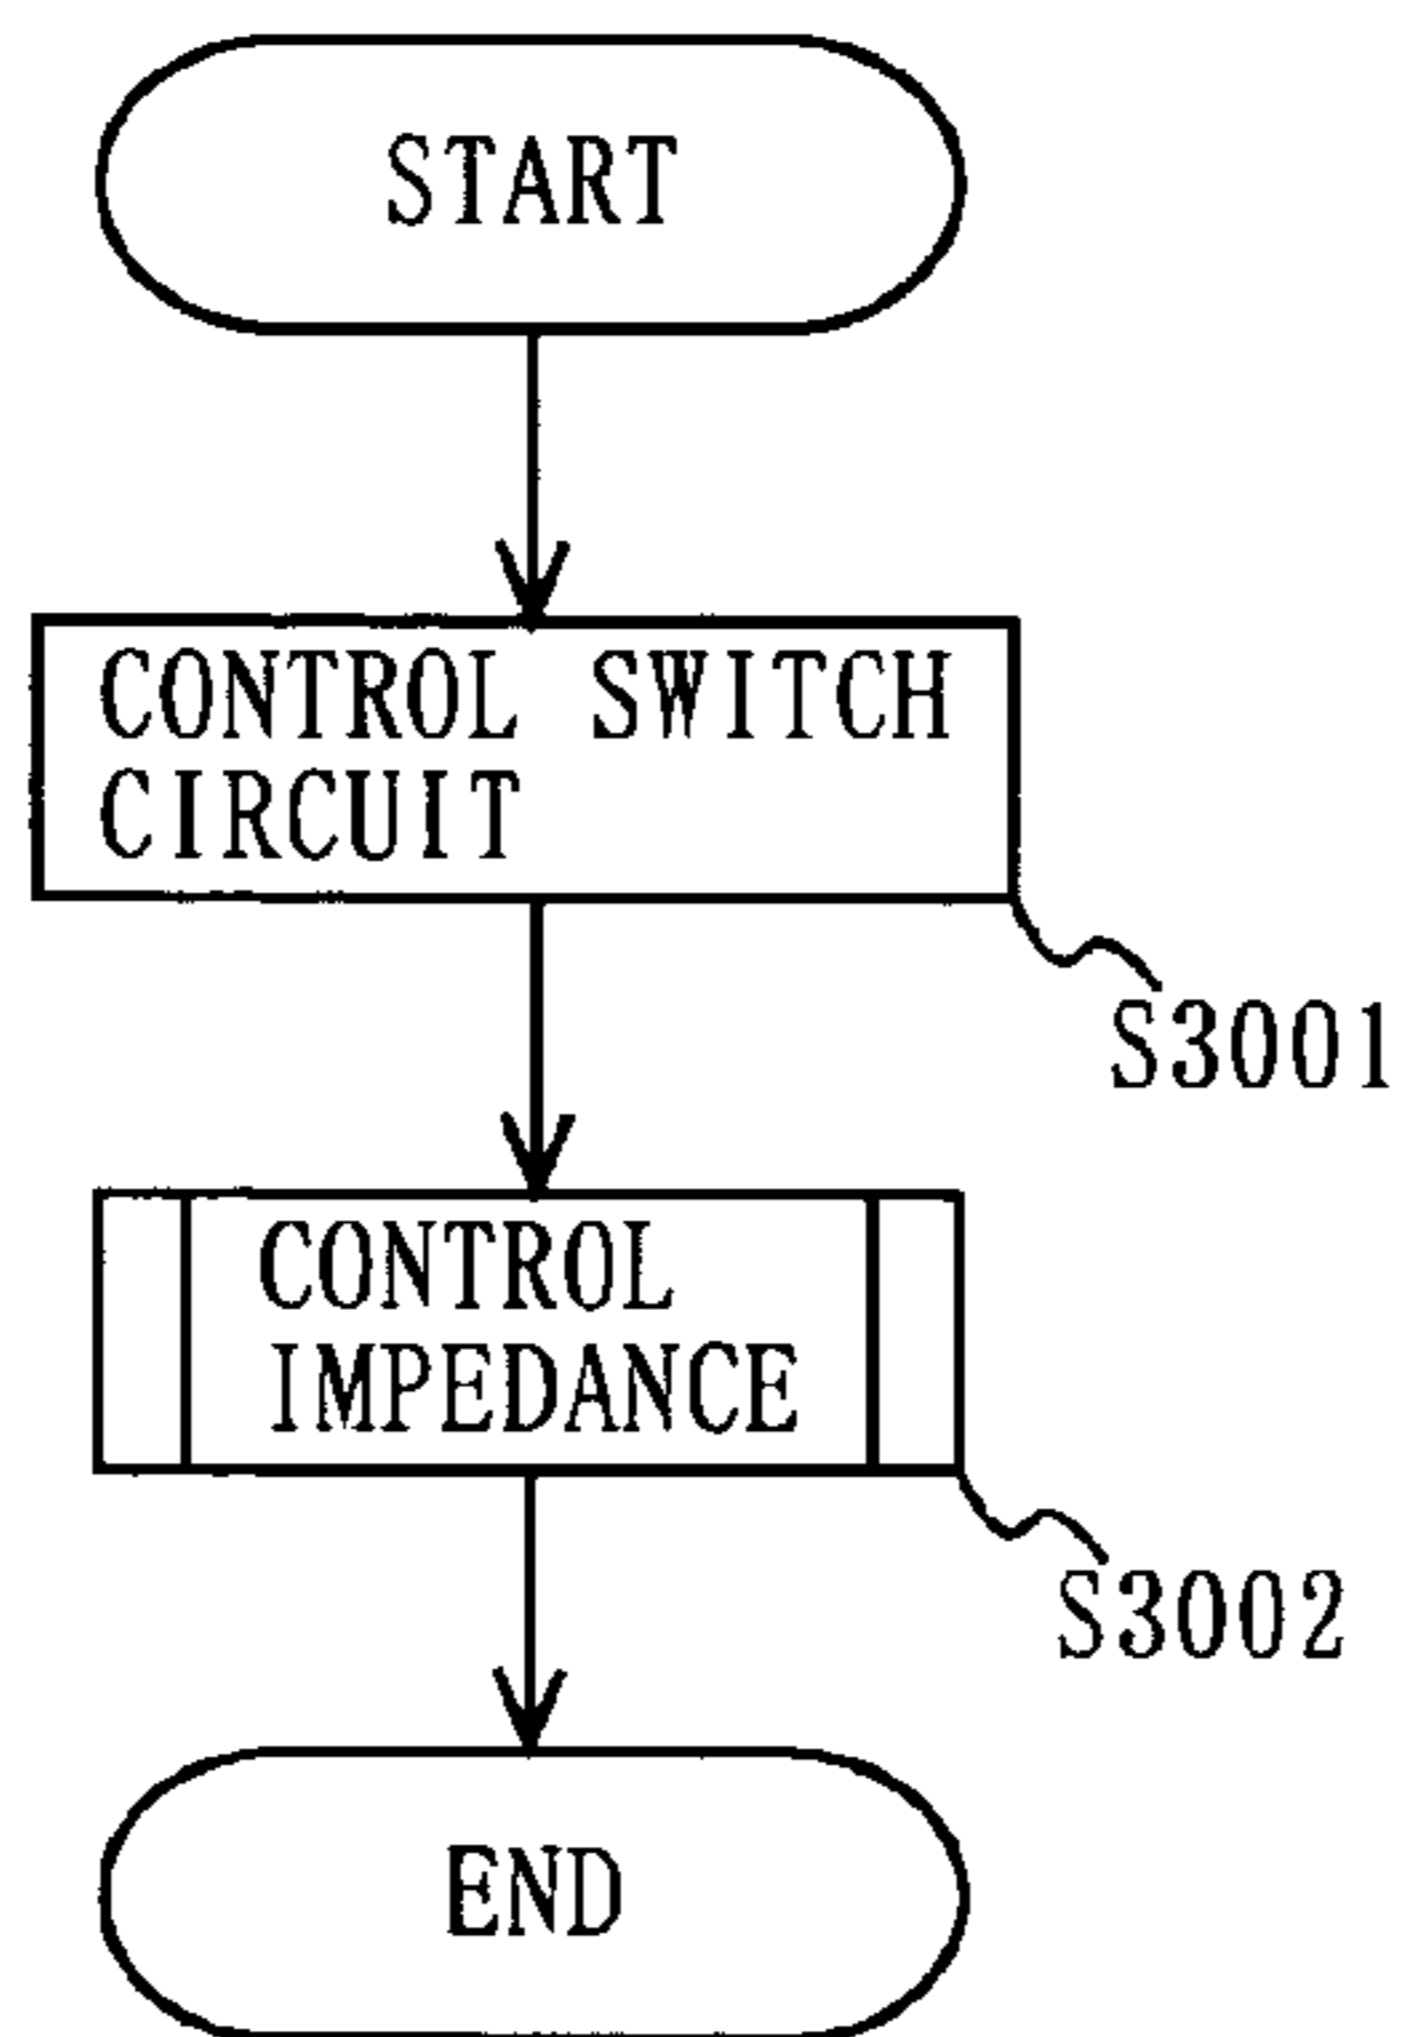 START
CONTROL SWITCH
CIRCUIT
S3001
CONTROL
IMPEDANCE
S3002
END